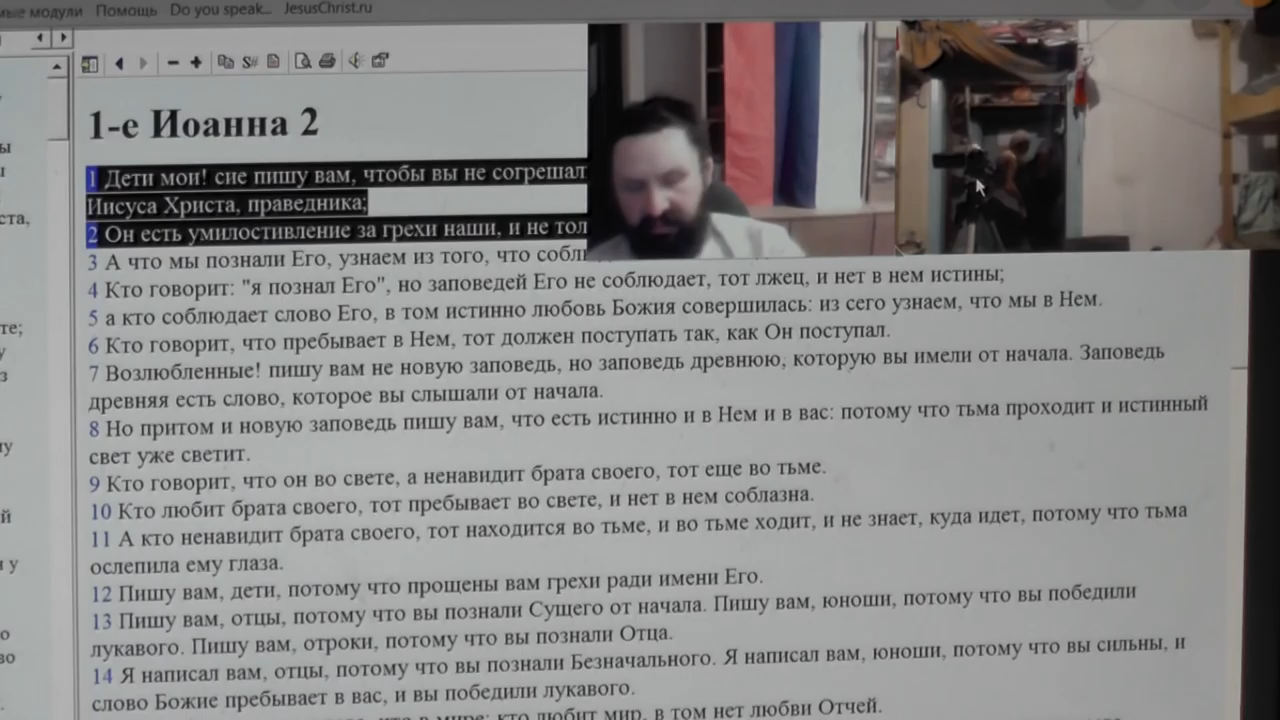 мые модули Помощь Do you speak... JesusChrist.ru
1-е Иоанна 2
1 Дети мои! сие пишу вам, чтобы вы не согрешал
Иисуса Христа, праведника;
2 Он есть умилостивление за грехи наши, и не тол
3 А что мы познали Его, узнаем из того, что собл
4 Кто говорит: "я познал Его", но заповедей Его не соблюдает, тот лжец, и нет в нем истины;
5 а кто соблюдает слово Его, в том истинно любовь Божия совершилась: из сего узнаем, что мы в Нем.
6 Кто говорит, что пребывает в Нем, тот должен поступать так, как Он поступал.
7 Возлюбленные! пишу вам не новую заповедь, но заповедь древнюю, которую вы имели от начала. Заповедь
древняя есть слово, которое вы слышали от начала.
8 Но притом и новую заповедь пишу вам, что есть истинно и в Нем и в вас: потому что тьма проходит и истинный
свет уже светит.
9 Кто говорит, что он во свете, а ненавидит брата своего, тот еще во тьме.
10 Кто любит брата своего, тот пребывает во свете, и нет в нем соблазна.
11 А кто ненавидит брата своего, тот находится во тьме, и во тьме ходит, и не знает, куда идет, потому что тьма
ослепила ему глаза.
12 Пишу вам, дети, потому что прощены вам грехи ради имени Его.
13 Пишу вам, отцы, потому что вы познали Сущего от начала. Пишу вам, юноши, потому что вы победили
лукавого. Пишу вам, отроки, потому что вы познали Отца.
14 Я написал вам, отцы, потому что вы познали Безначального. Я написал вам, юноши, потому что вы сильны, и
слово Божие пребывает в вас, и вы победили лукавого.
в мире: кто любит мир, в том нет любви Отчей.